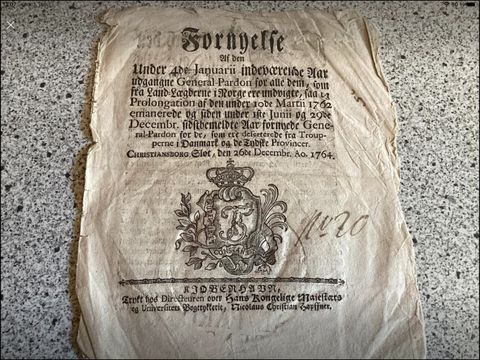 Fornyelse
Af den
Under 4de Januarii indeværende Aar
udgangne General-Pardon for alle dem, som
fra Land-Lægderne i Norge ere undvigte, saa og
Prolongation af den under 10de Martii 1762
emanerede og siden under 1ste Junii og 29de
Decembr. sidstbemeldte Aar fornyede Gene-
ral-Pardon for de, som ere deserterede fra Troup-
perne i Danmark og de Tydske Provincer.
Christiansborg Slot, den 26de Decembr. Ao. 1764.
No 20
KIØBENHAVN,
Trykt hos Directeuren over Hans Kongelige Majestæts
og Universitets Bogtrykkerie, Nicolaus Christian Høpffner.